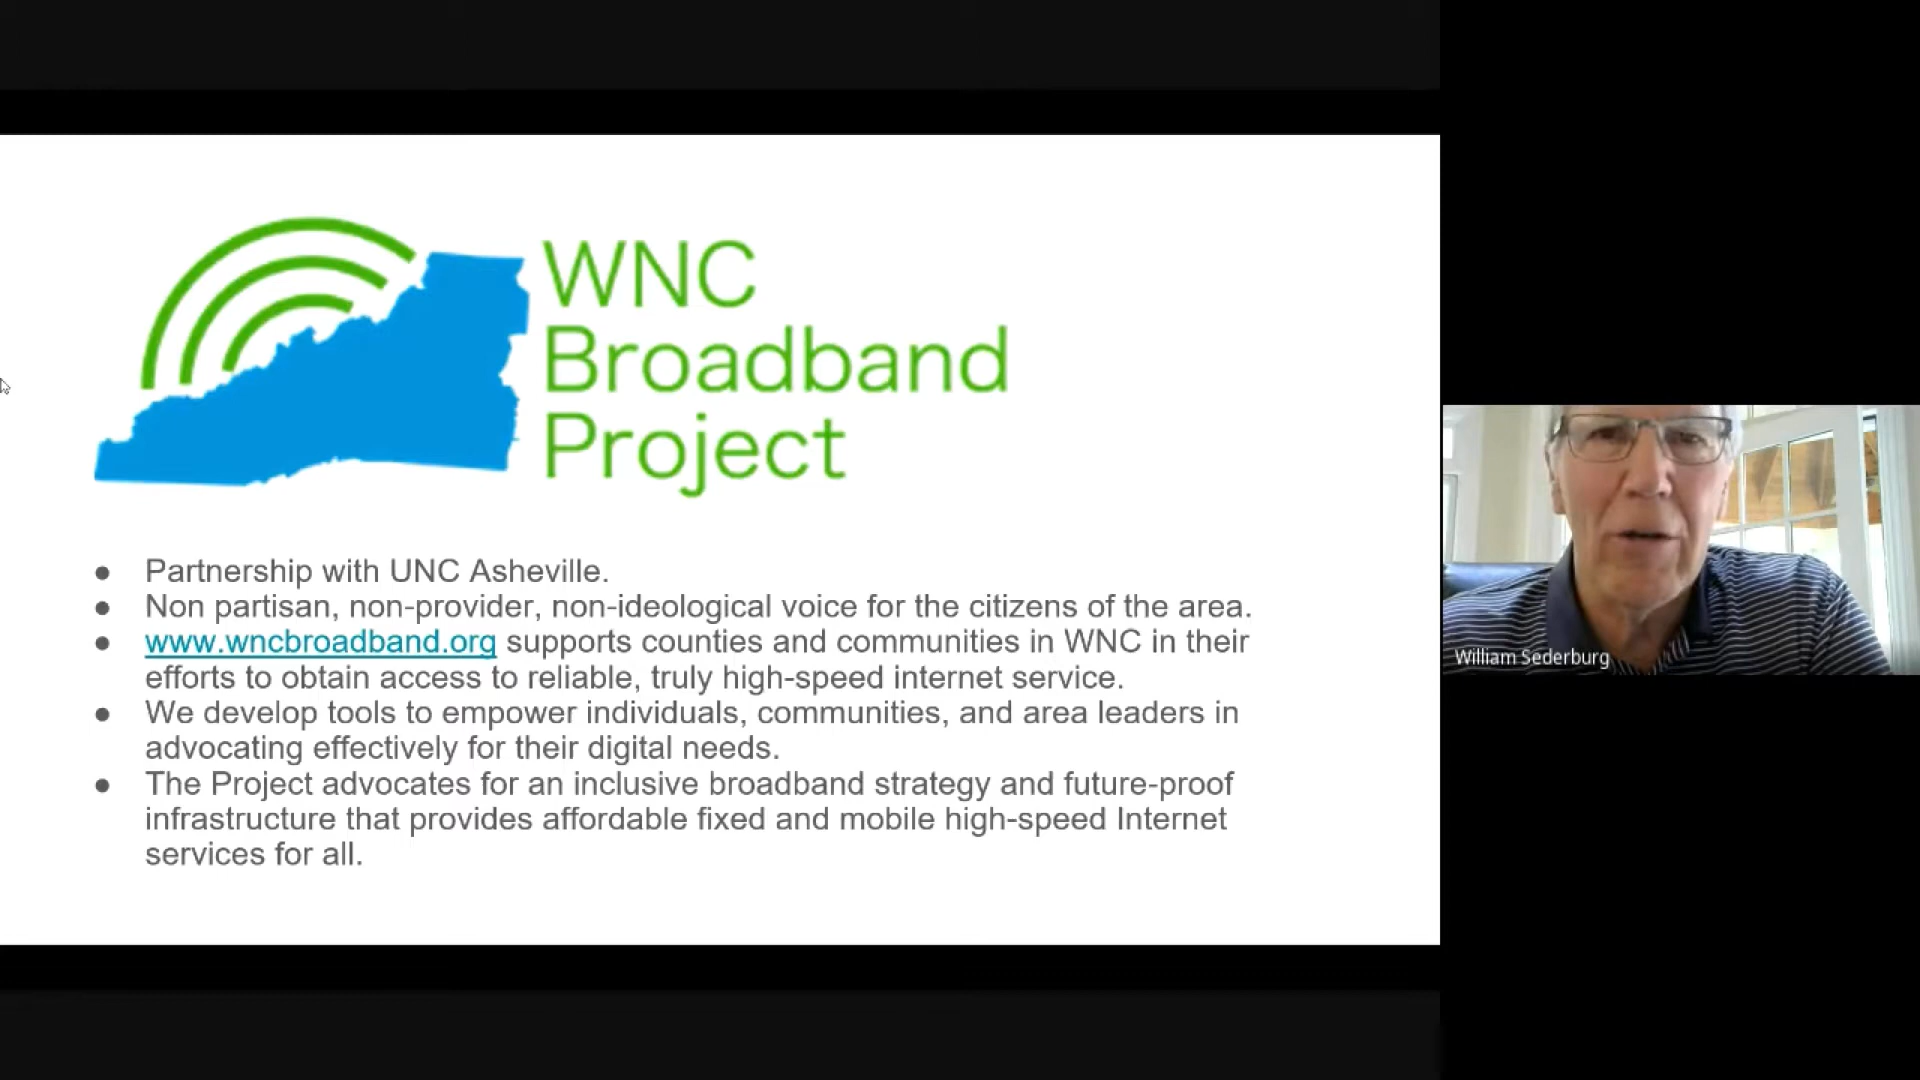 WNC
Broadband
Project
● Partnership with UNC Asheville.
● Non partisan, non-provider, non-ideological voice for the citizens of the area.
● www.wncbroadband.org supports counties and communities in WNC in their
efforts to obtain access to reliable, truly high-speed internet service.
● We develop tools to empower individuals, communities, and area leaders in
advocating effectively for their digital needs.
● The Project advocates for an inclusive broadband strategy and future-proof
infrastructure that provides affordable fixed and mobile high-speed Internet
services for all.
William Sederburg